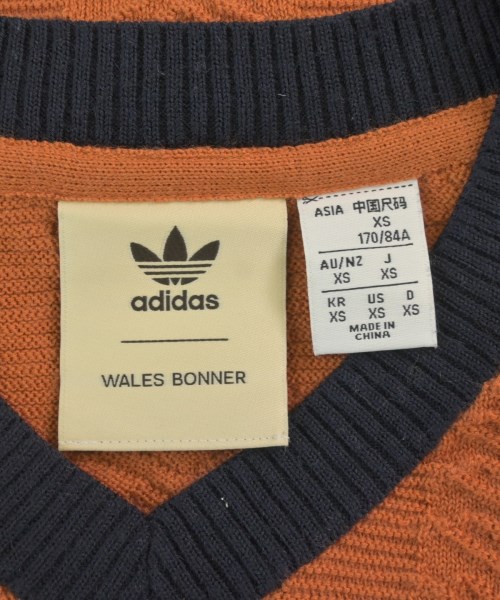 adidas
WALES BONNER
ASIA 中国尺码
XS
170/84A
AU/NZ J
XS XS
KR US D
XS XS XS
MADE IN
CHINA